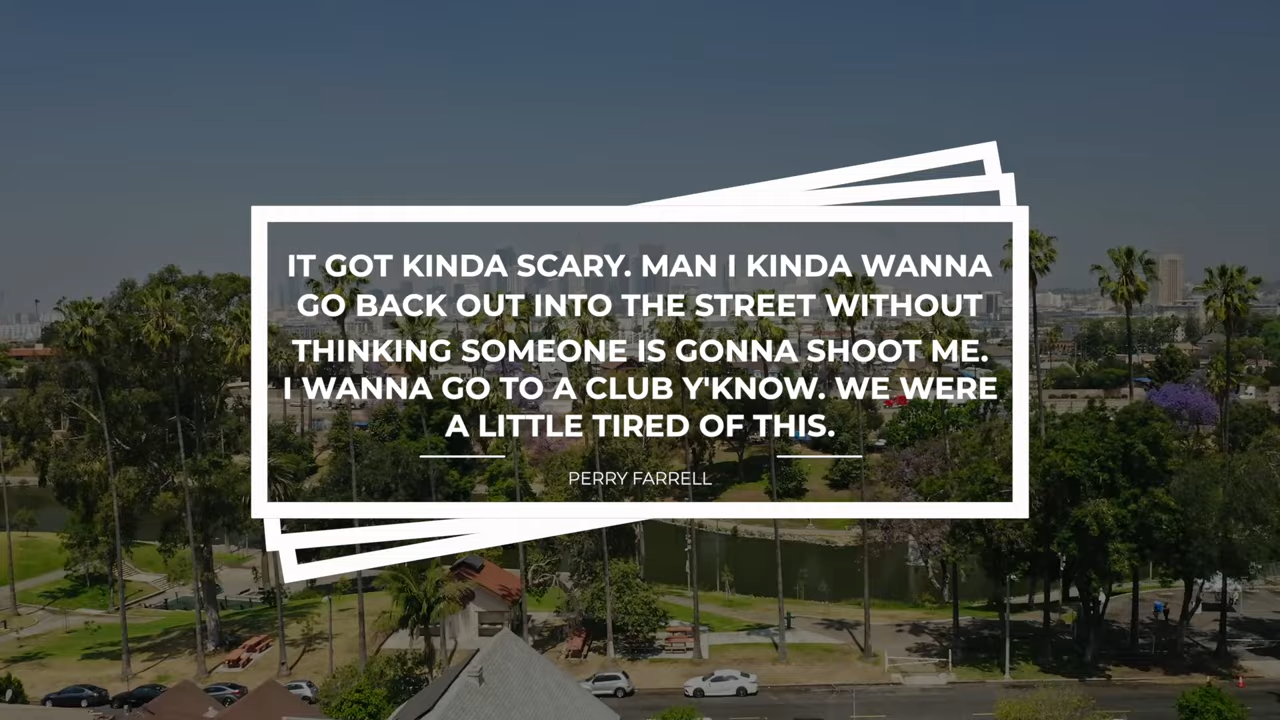 IT GOT KINDA SCARY. MAN I KINDA WANNA
GO BACK OUT INTO THE STREET WITHOUT
THINKING SOMEONE IS GONNA SHOOT ME.
I WANNA GO TO A CLUB Y'KNOW. WE WERE
A LITTLE TIRED OF THIS.
PERRY FARRELL